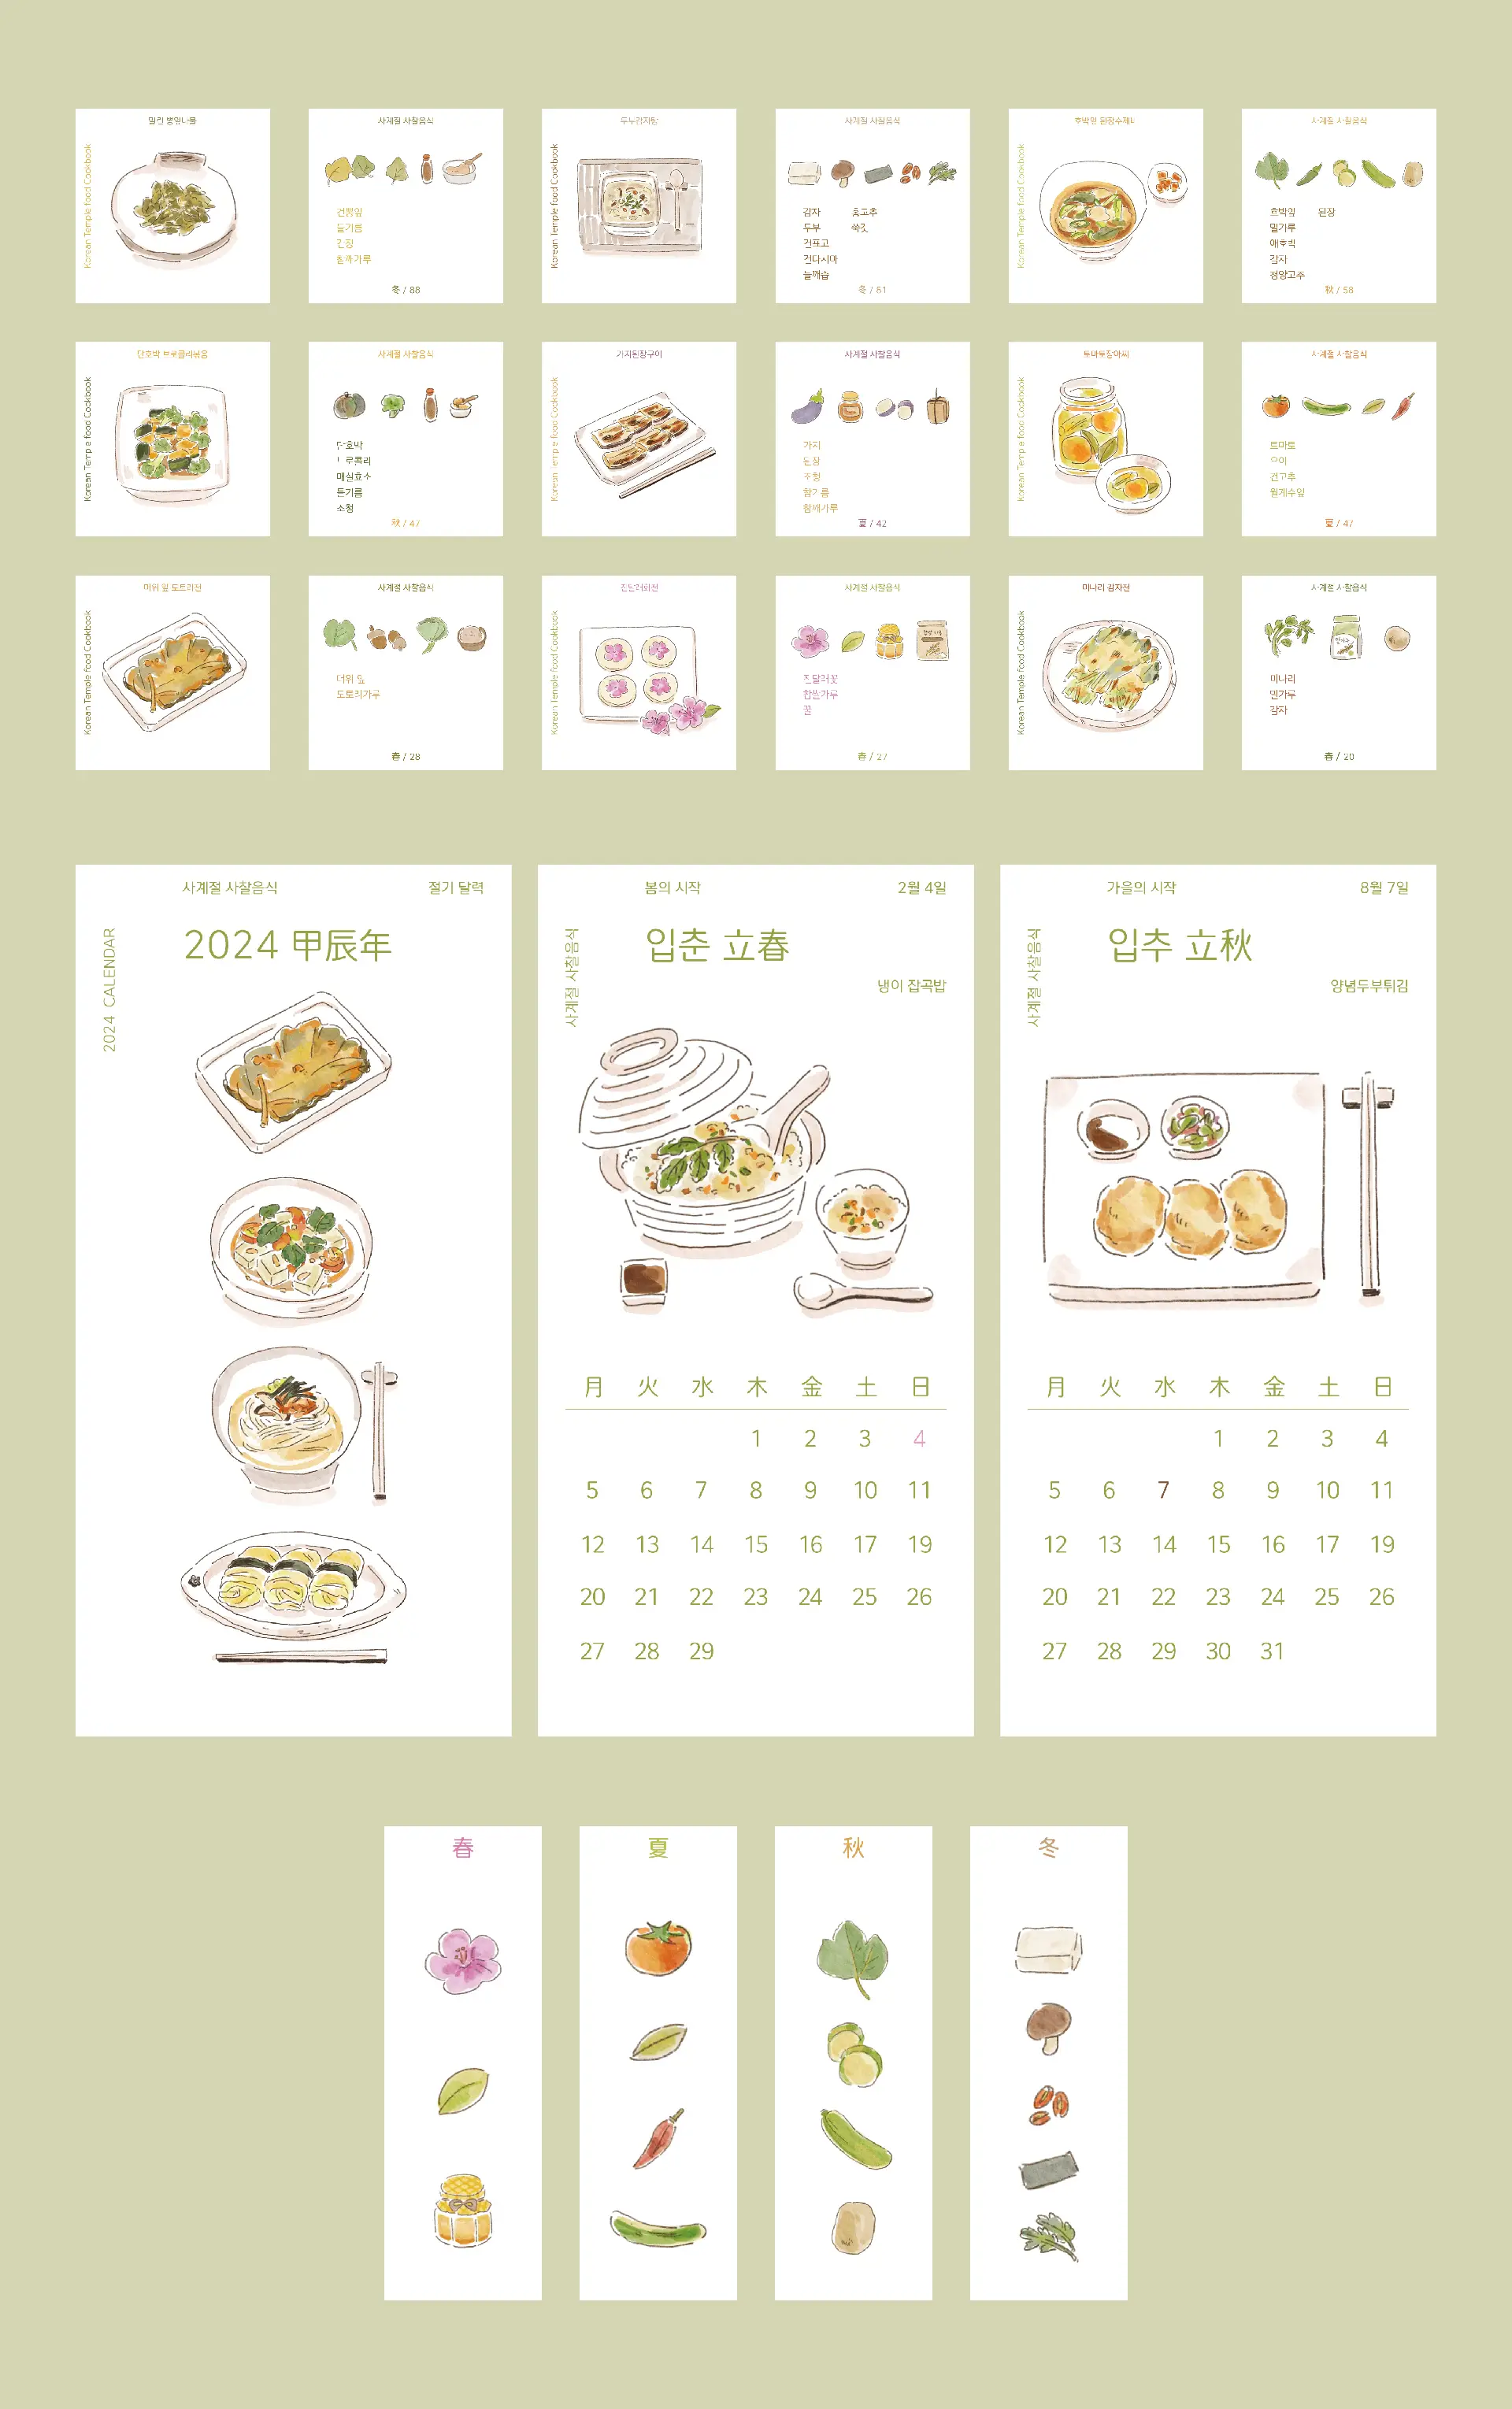 말린 뽕잎나물
Korean Temple food Cookbook
사계절 사찰음식
건뽕잎
들기름
간장
참깨가루
冬 / 88
두부감자탕
Korean Temple food Cookbook
사계절 사찰음식
감자 홍고추
두부 쑥갓
건표고
건다시마
들깨즙
冬 / 61
호박잎 된장수제비
Korean Temple food Cookbook
사계절 사찰음식
호박잎 된장
밀가루
애호박
감자
청양고추
秋 / 58
단호박 브로콜리볶음
Korean Temple food Cookbook
사계절 사찰음식
단호박
브로콜리
매실효소
들기름
조청
秋 / 47
가지된장구이
Korean Temple food Cookbook
사계절 사찰음식
가지
된장
조청
참기름
참깨가루
夏 / 42
토마토장아찌
Korean Temple food Cookbook
사계절 사찰음식
토마토
오이
건고추
월계수잎
夏 / 47
머위 잎 도토리전
Korean Temple food Cookbook
사계절 사찰음식
머위 잎
도토리가루
春 / 28
진달래화전
Korean Temple food Cookbook
사계절 사찰음식
진달래꽃
찹쌀가루
꿀
春 / 27
미나리 감자전
Korean Temple food Cookbook
사계절 사찰음식
미나리
밀가루
감자
春 / 20
사계절 사찰음식 절기 달력
2024 CALENDAR
2024 甲辰年
봄의 시작 2월 4일
사계절 사찰음식
입춘 立春
냉이 잡곡밥
月 火 水 木 金 土 日
1 2 3 4
5 6 7 8 9 10 11
12 13 14 15 16 17 19
20 21 22 23 24 25 26
27 28 29
가을의 시작 8월 7일
사계절 사찰음식
입추 立秋
양념두부튀김
月 火 水 木 金 土 日
1 2 3 4
5 6 7 8 9 10 11
12 13 14 15 16 17 19
20 21 22 23 24 25 26
27 28 29 30 31
春
夏
秋
冬